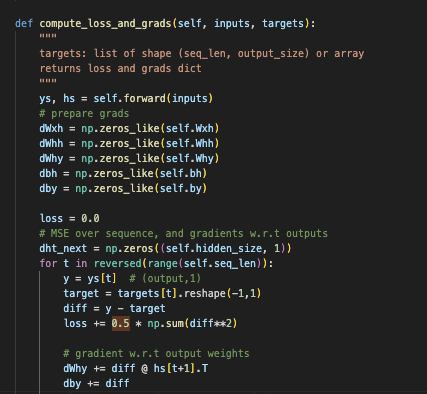 def compute_loss_and_grads(self, inputs, targets):
"""
targets: list of shape (seq_len, output_size) or array
returns loss and grads dict
"""
ys, hs = self.forward(inputs)
# prepare grads
dWxh = np.zeros_like(self.Wxh)
dWhh = np.zeros_like(self.Whh)
dWhy = np.zeros_like(self.Why)
dbh = np.zeros_like(self.bh)
dby = np.zeros_like(self.by)
loss = 0.0
# MSE over sequence, and gradients w.r.t outputs
dht_next = np.zeros((self.hidden_size, 1))
for t in reversed(range(self.seq_len)):
y = ys[t]  # (output,1)
target = targets[t].reshape(-1,1)
diff = y - target
loss += 0.5 * np.sum(diff**2)
# gradient w.r.t output weights
dWhy += diff @ hs[t+1].T
dby += diff